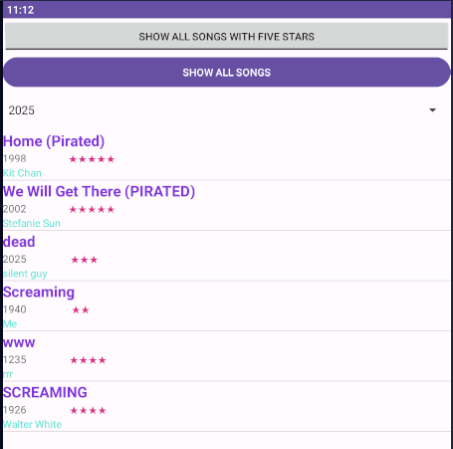 11:12
SHOW ALL SONGS WITH FIVE STARS
SHOW ALL SONGS
2025
Home (Pirated)
1998 ★★★★★
Kit Chan
We Will Get There (PIRATED)
2002 ★★★★★
Stefanie Sun
dead
2025 ★★★
silent guy
Screaming
1940 ★★
Me
www
1235 ★★★★
rrr
SCREAMING
1926 ★★★★
Walter White